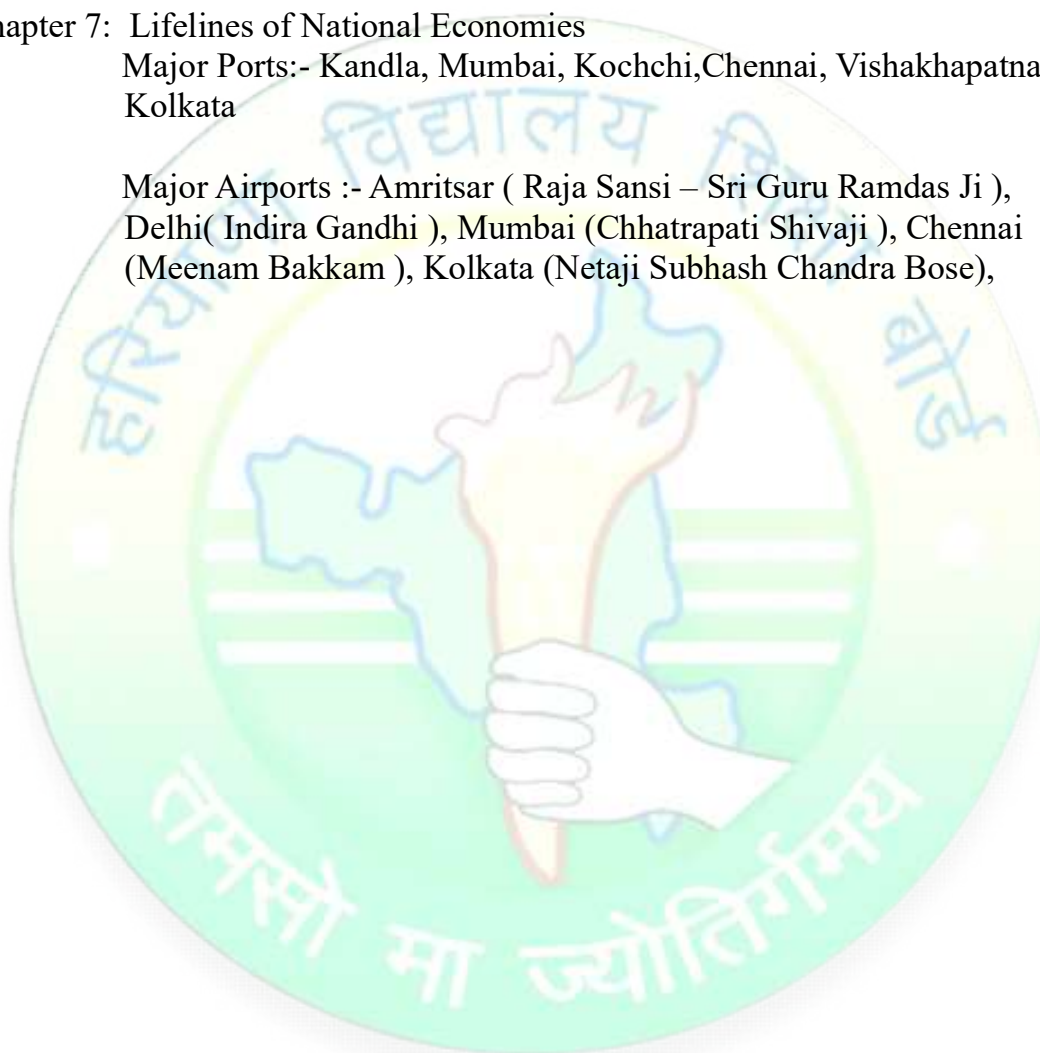 hapter 7: Lifelines of National Economies
Major Ports:- Kandla, Mumbai, Kochchi,Chennai, Vishakhapatna
Kolkata
Major Airports :- Amritsar ( Raja Sansi – Sri Guru Ramdas Ji ),
Delhi( Indira Gandhi ), Mumbai (Chhatrapati Shivaji ), Chennai
(Meenam Bakkam ), Kolkata (Netaji Subhash Chandra Bose),
हरियाणा विद्यालय शिक्षा बोर्ड
तमसो मा ज्योतिर्गमय